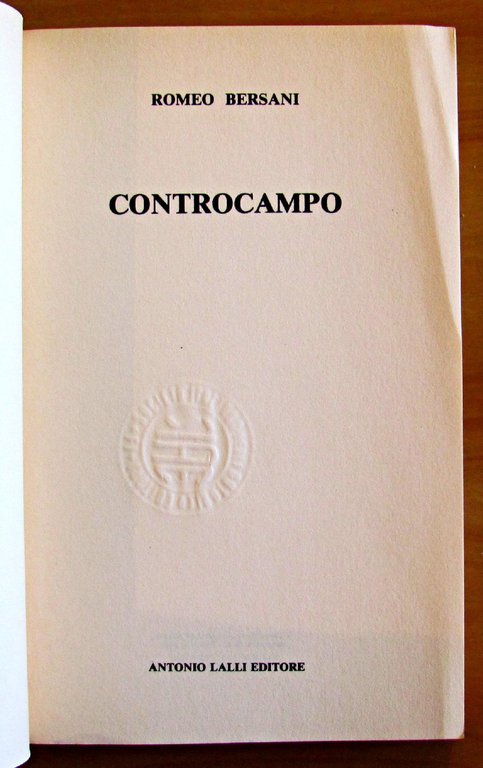 ROMEO BERSANI
CONTROCAMPO
ANTONIO LALLI EDITORE